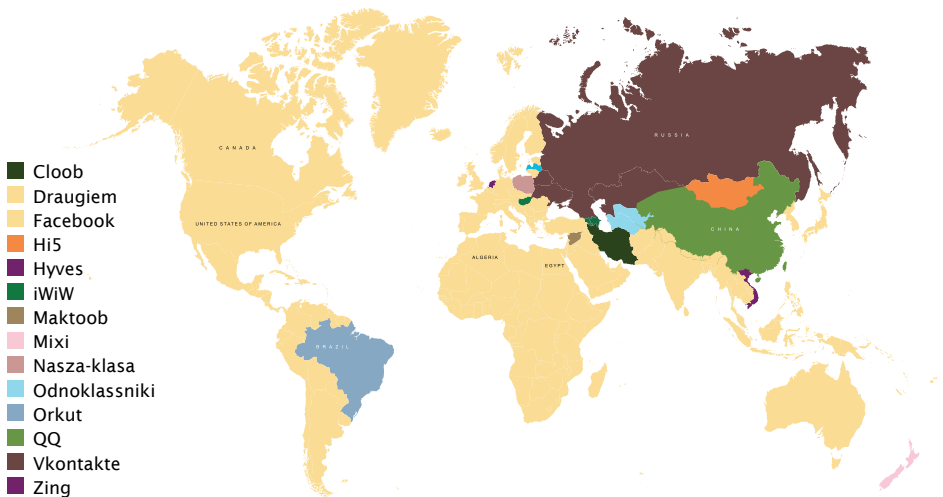 RUSSIA
CANADA
Cloob
Draugiem
UNITED STATES OF AMERICA
Facebook
CHINA
Hi5
ALGERIA
EGYPT
Hyves
iWiW
Maktoob
Mixi
BRAZIL
Nasza-klasa
Odnoklassniki
Orkut
QQ
Vkontakte
Zing